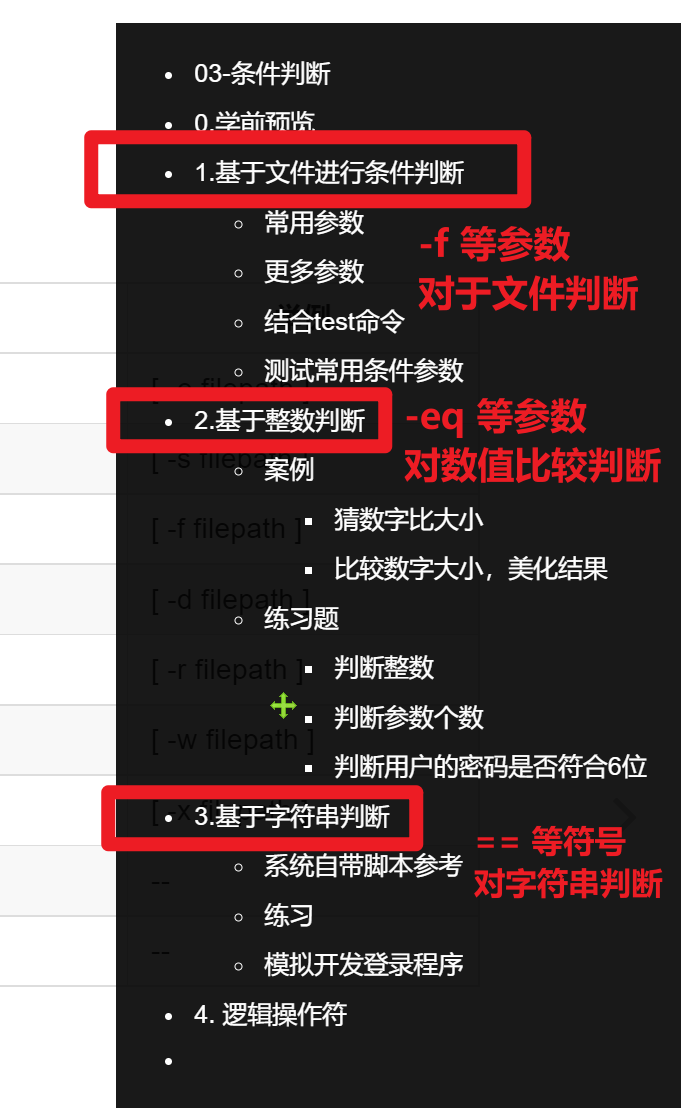 03-条件判断
0.学前预览
1.基于文件进行条件判断
常用参数
-f 等参数
对于文件判断
更多参数
结合test命令
测试常用条件参数
2.基于整数判断
-eq 等参数
对数值比较判断
案例
[ -s filepath ]
猜数字比大小
[ -f filepath ]
比较数字大小，美化结果
[ -d filepath ]
练习题
判断整数
[ -r filepath ]
判断参数个数
[ -w filepath ]
判断用户的密码是否符合6位
3.基于字符串判断
== 等符号
对字符串判断
系统自带脚本参考
--
练习
--
模拟开发登录程序
4. 逻辑操作符